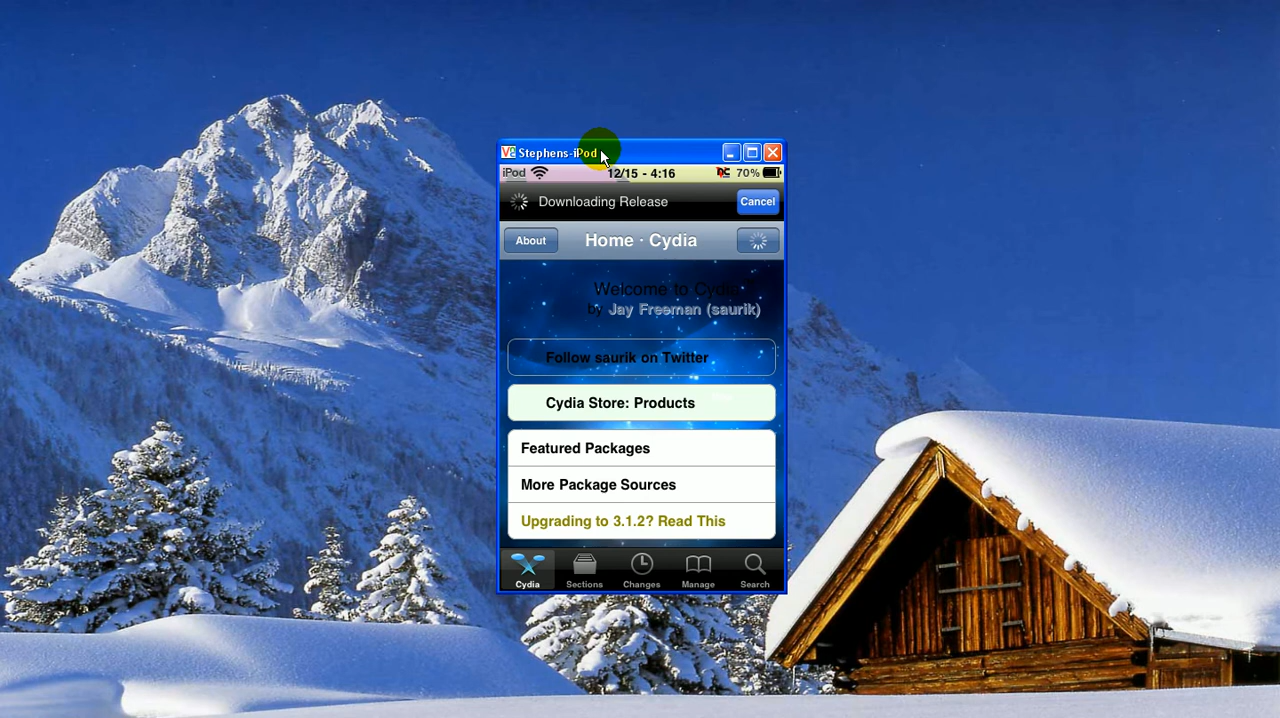 Stephens-iPod
iPod 12/15 - 4:16 70%
Downloading Release Cancel
About Home · Cydia
Welcome to Cydia
by Jay Freeman (saurik)
Follow saurik on Twitter
Cydia Store: Products
Featured Packages
More Package Sources
Upgrading to 3.1.2? Read This
Cydia Sections Changes Manage Search